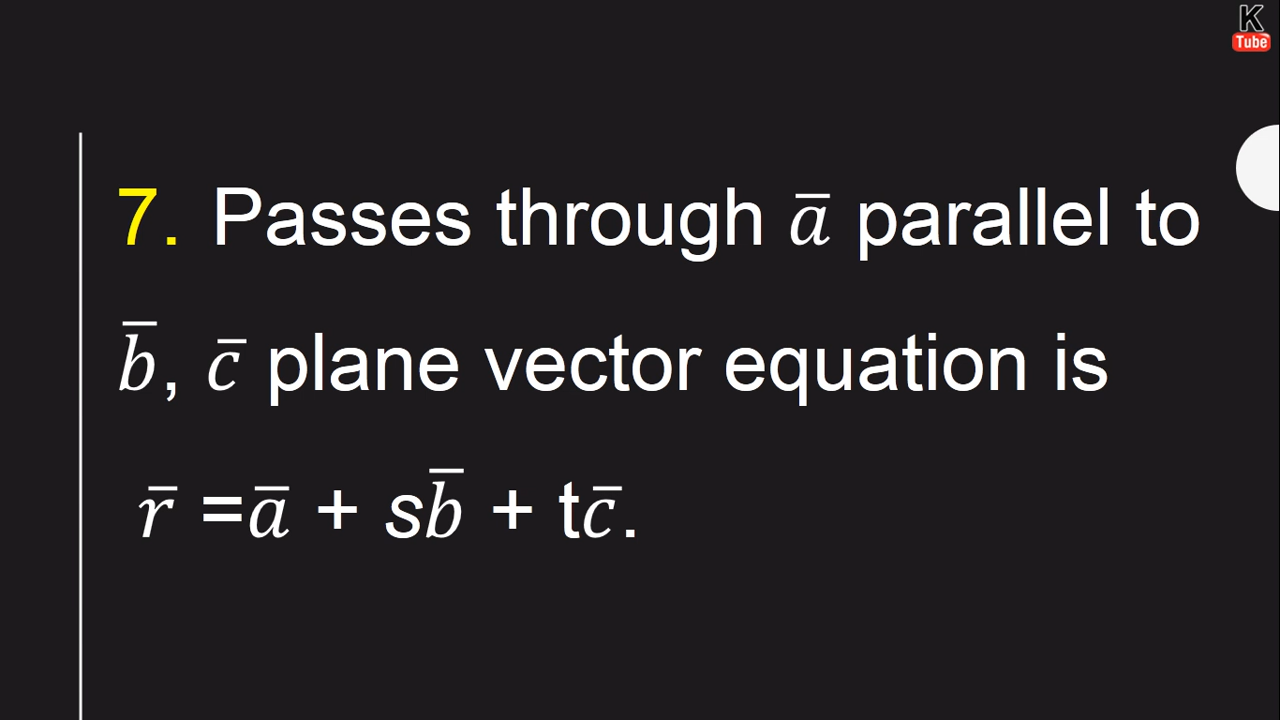 K
Tube
7. Passes through a̅ parallel to
b̅, c̅ plane vector equation is
r̅ =a̅ + sb̅ + tc̅.